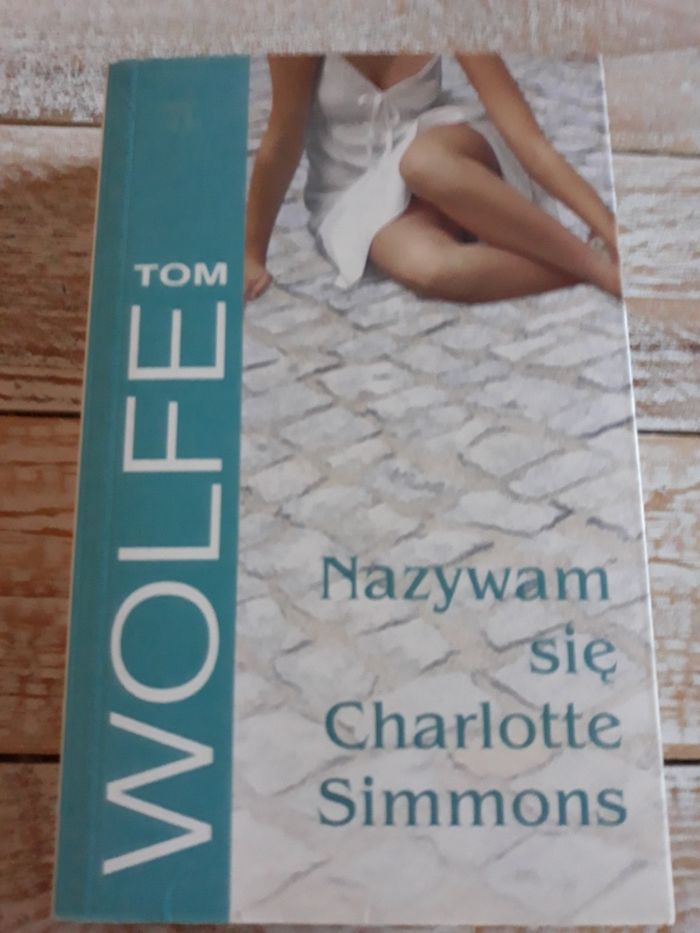 TOM
WOLFE
Nazywam
się
Charlotte
Simmons